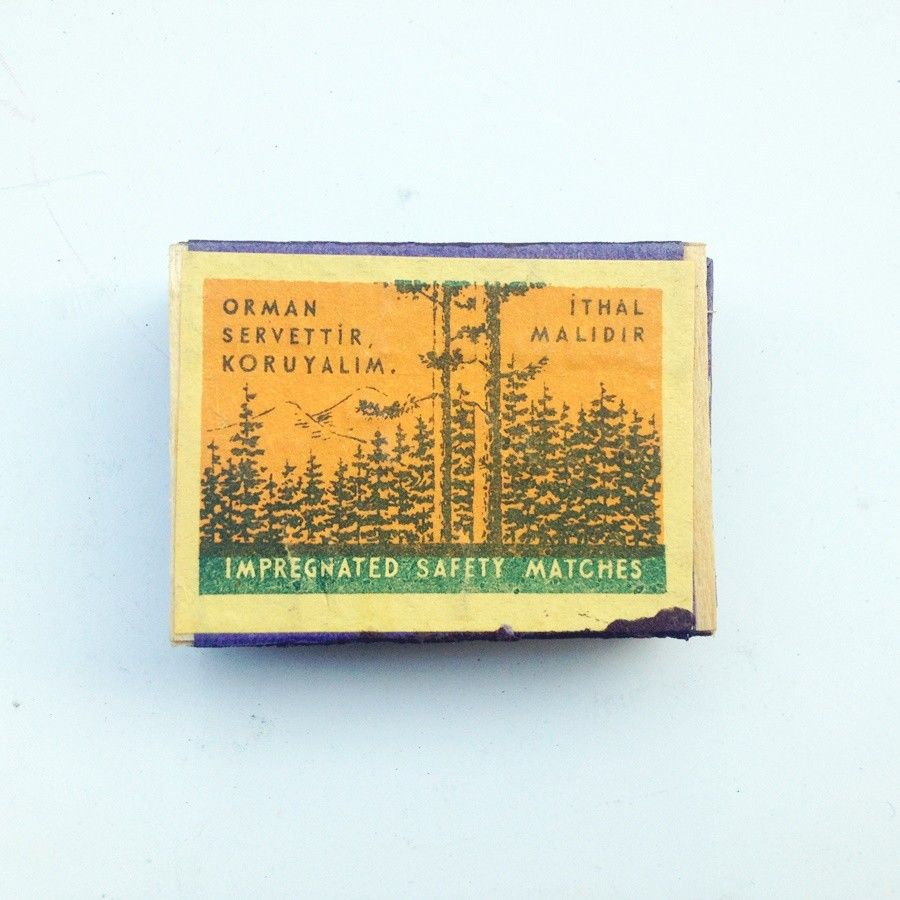 ORMAN
SERVETTİR,
KORUYALIM.
İTHAL
MALIDIR
IMPREGNATED SAFETY MATCHES